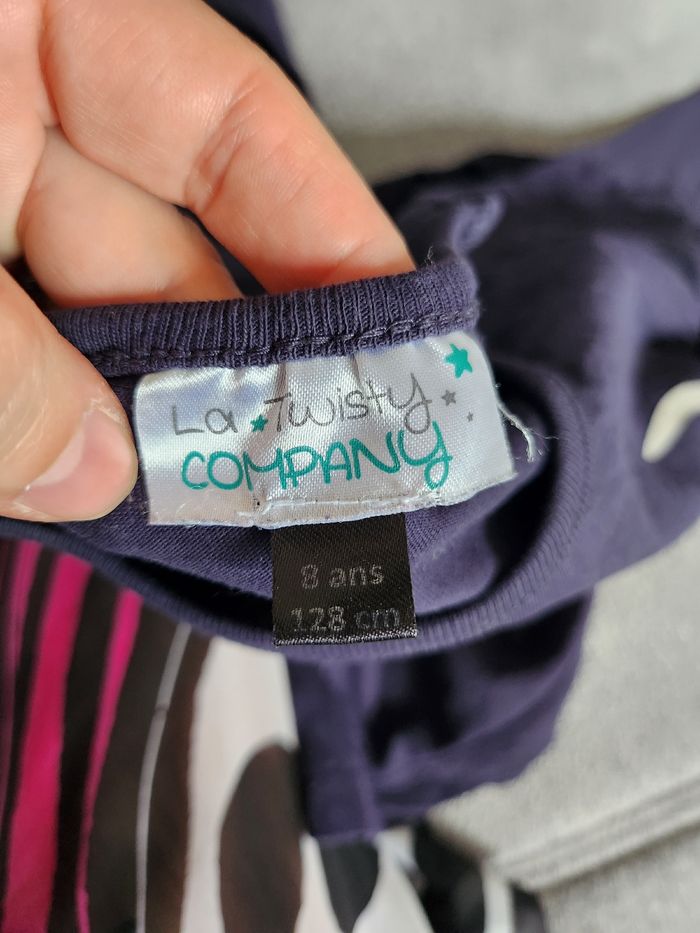 La Twisty
COMPANY
8 ans
128 cm